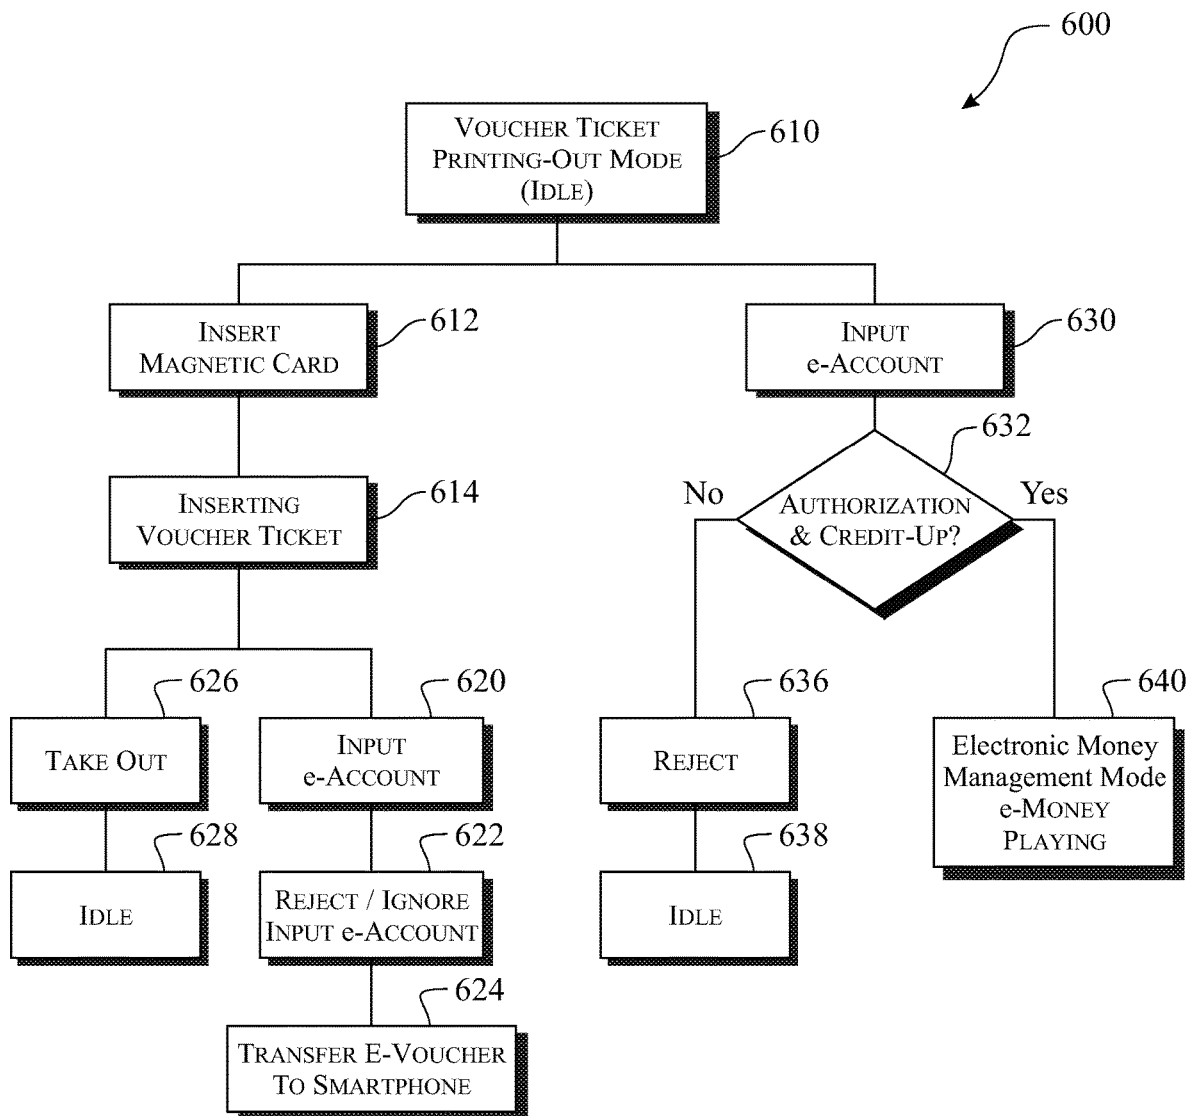 600
VOUCHER TICKET
PRINTING-OUT MODE
(IDLE)
610
INSERT
MAGNETIC CARD
612
INPUT
e-ACCOUNT
630
632
No
AUTHORIZATION
& CREDIT-UP?
Yes
INSERTING
VOUCHER TICKET
614
626
TAKE OUT
620
INPUT
e-ACCOUNT
636
REJECT
640
Electronic Money
Management Mode
e-MONEY
PLAYING
628
IDLE
622
REJECT / IGNORE
INPUT e-ACCOUNT
638
IDLE
624
TRANSFER E-VOUCHER
TO SMARTPHONE